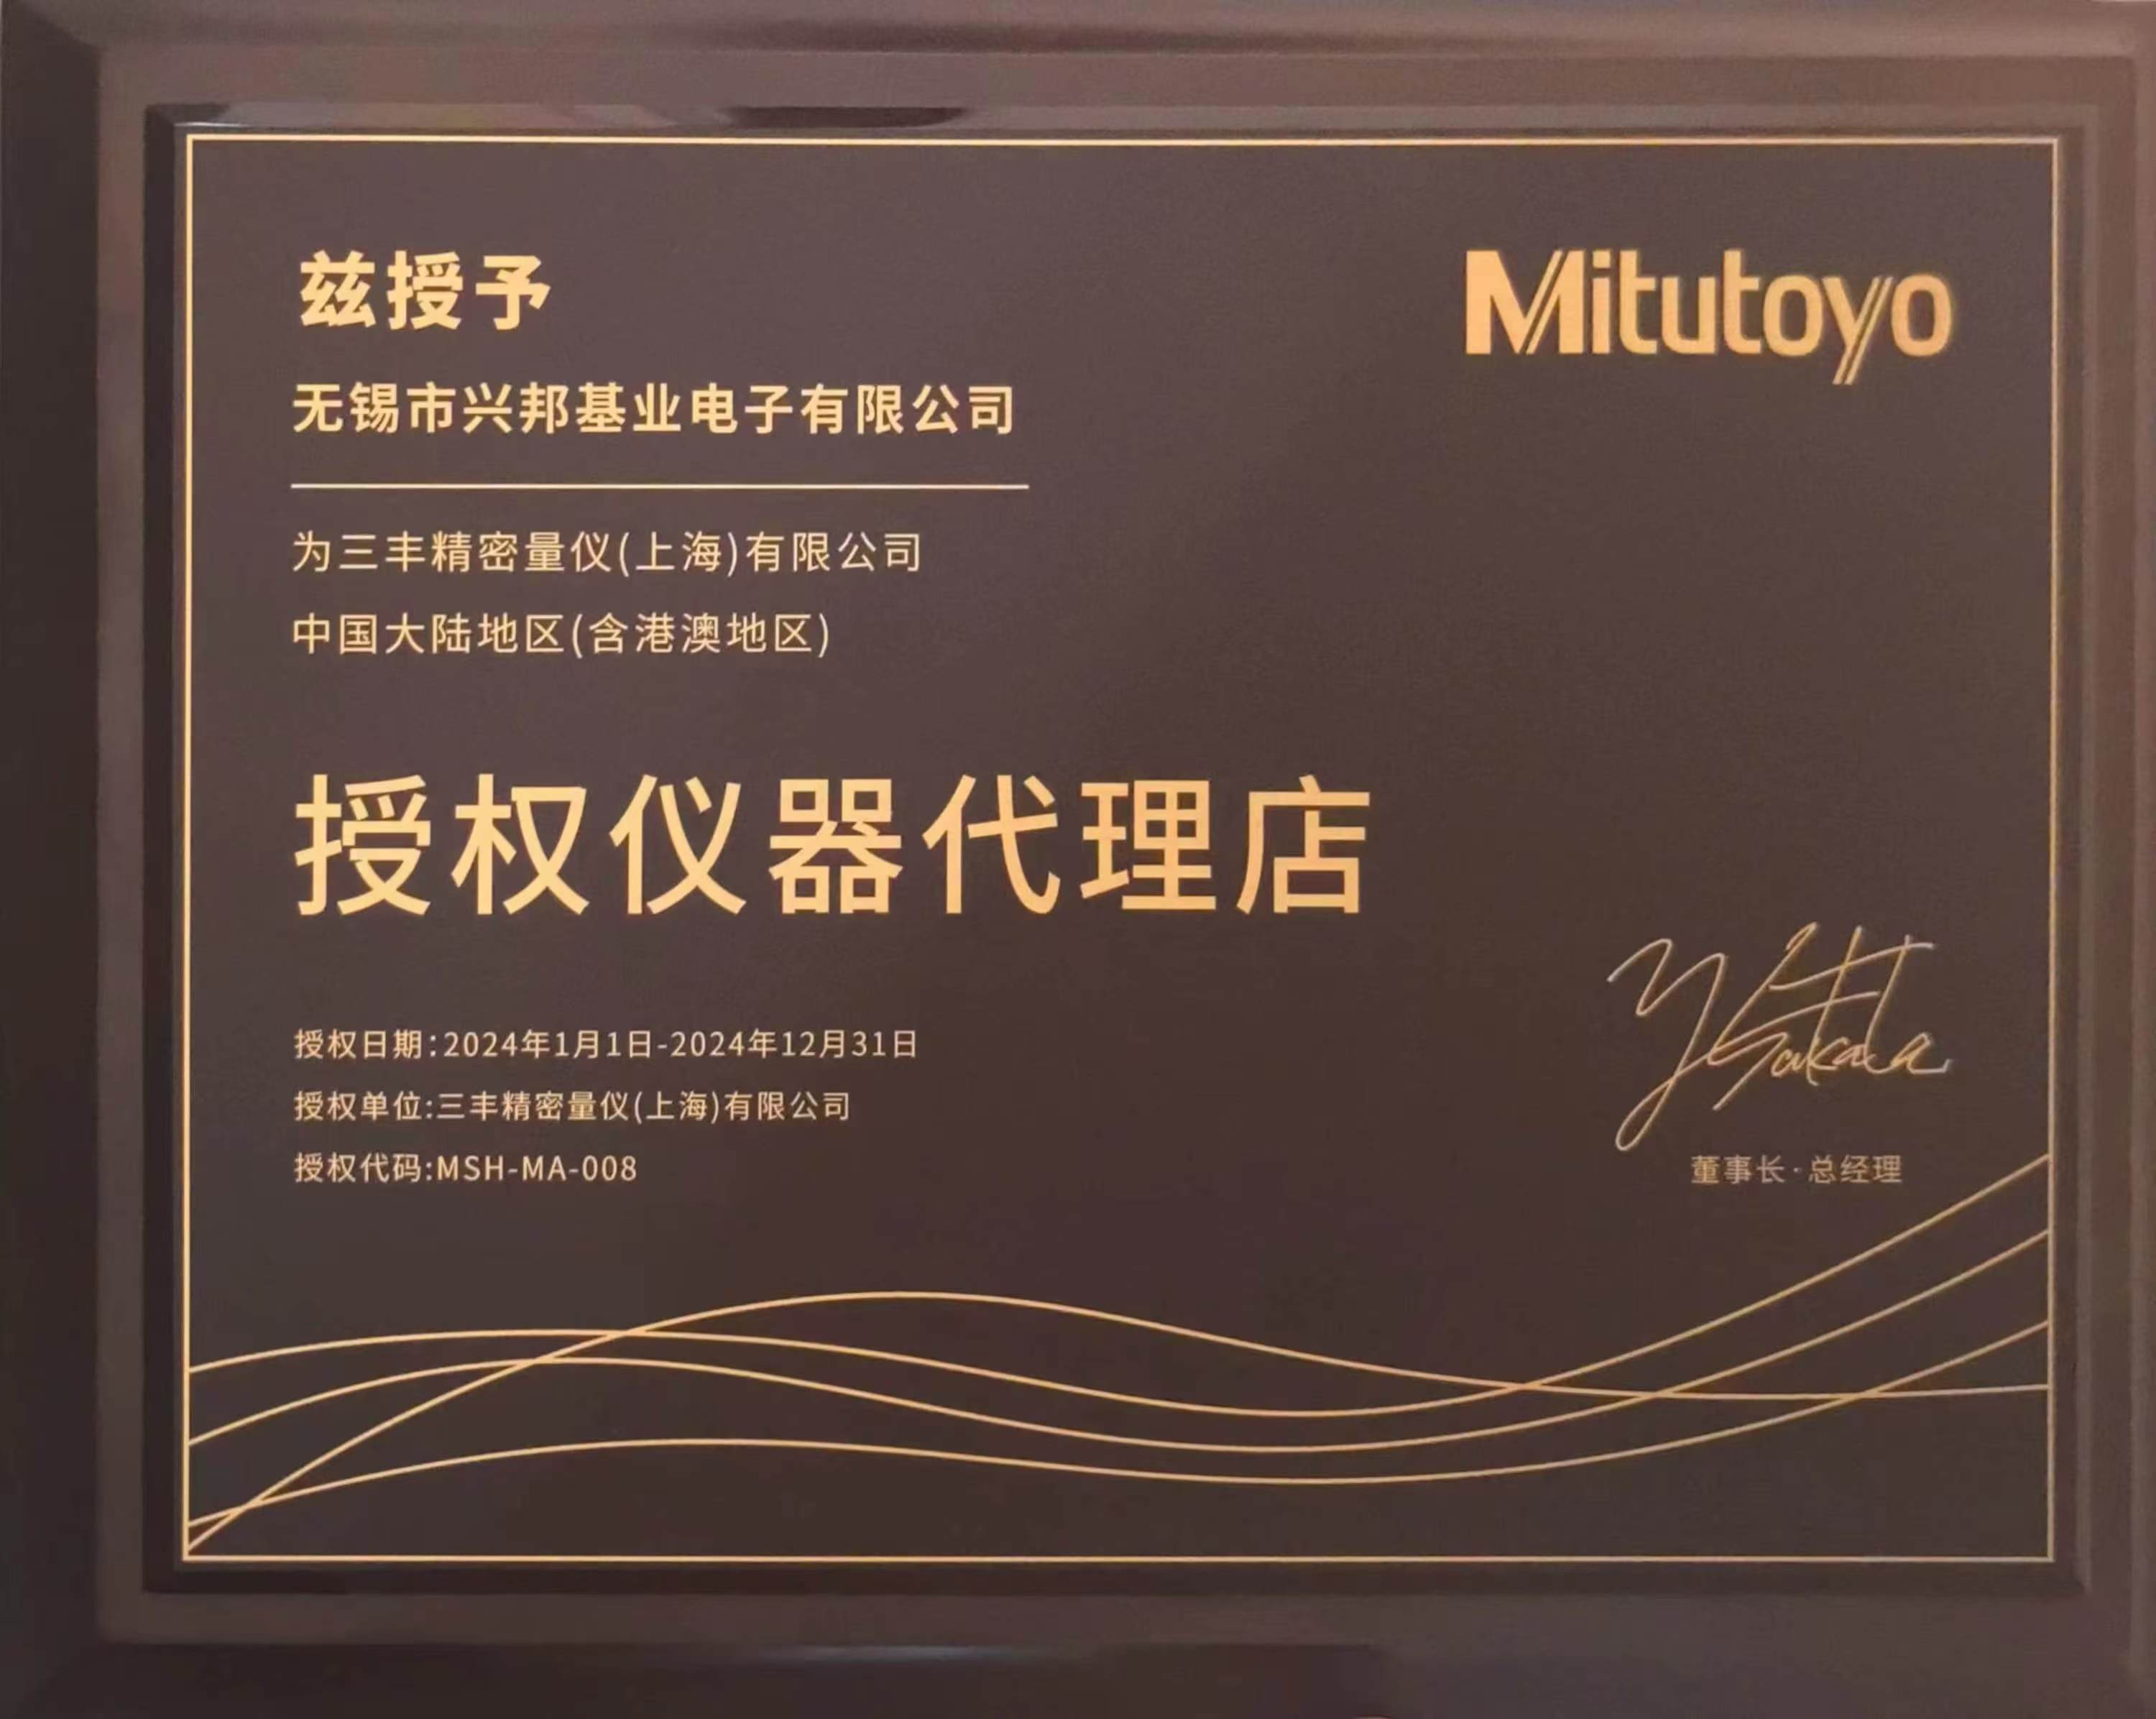 兹授予
Mitutoyo
无锡市兴邦基业电子有限公司
为三丰精密量仪(上海)有限公司
中国大陆地区(含港澳地区)
授权仪器代理店
授权日期:2024年1月1日-2024年12月31日
授权单位:三丰精密量仪(上海)有限公司
授权代码:MSH-MA-008
董事长·总经理